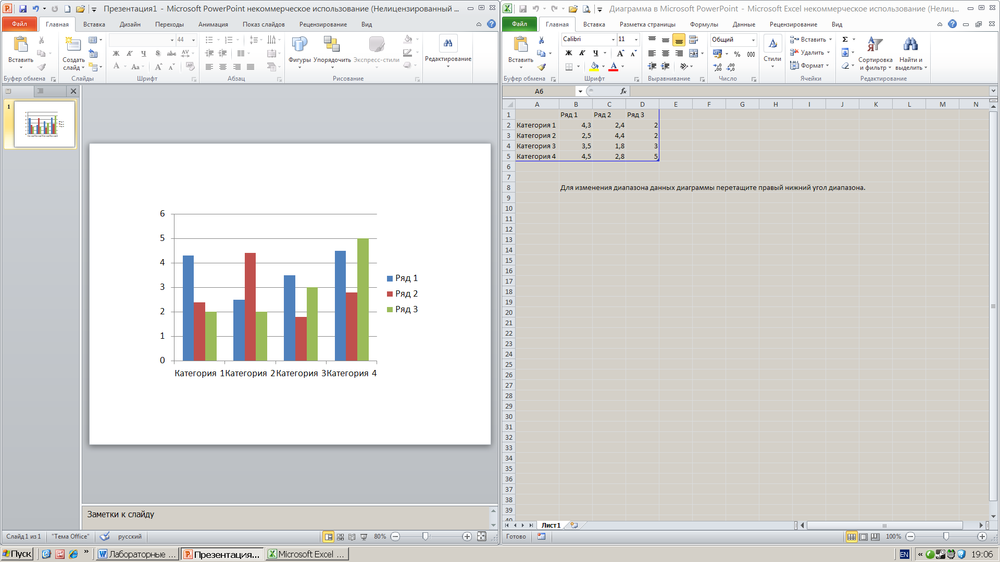 Презентация1 - Microsoft PowerPoint некоммерческое использование (Нелицензированный ...
Файл Главная Вставка Дизайн Переходы Анимация Показ слайдов Рецензирование Вид
44
Вставить
Создать слайд
Фигуры Упорядочить Экспресс-стили
Редактирование
Ж К Ч S abc AV
A Aa A A
Буфер обмена Слайды Шрифт Абзац Рисование
1
6
5
4
3
2
1
0
Категория 1 Категория 2 Категория 3 Категория 4
Ряд 1
Ряд 2
Ряд 3
Заметки к слайду
Слайд 1 из 1 "Тема Office" русский 80%
Диаграмма в Microsoft PowerPoint - Microsoft Excel некоммерческое использование (Нелиц...
Файл Главная Вставка Разметка страницы Формулы Данные Рецензирование Вид
Calibri 11 Общий
Ж К Ч A A % 000
Вставить
Стили
Вставить
Удалить
Формат
Сортировка и фильтр
Найти и выделить
Буфер обмена Шрифт Выравнивание Число Ячейки Редактирование
A6 fx
A B C D E F G H I J K L M N
1 Ряд 1 Ряд 2 Ряд 3
2 Категория 1 4,3 2,4 2
3 Категория 2 2,5 4,4 2
4 Категория 3 3,5 1,8 3
5 Категория 4 4,5 2,8 5
6
7
8 Для изменения диапазона данных диаграммы перетащите правый нижний угол диапазона.
9
10
11
12
13
14
15
16
17
18
19
20
21
22
23
24
25
26
27
28
29
30
31
32
33
34
35
36
37
38
39
40
Лист1
Готово 100%
Пуск » Лабораторные ... Презентация... Microsoft Excel ... EN « 19:06